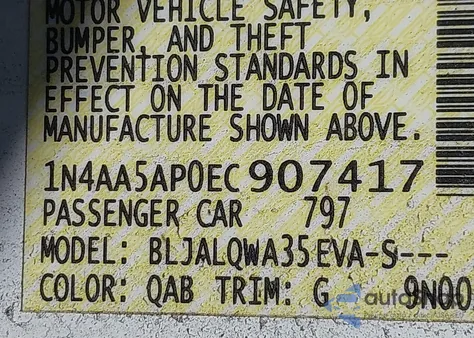 MOTOR VEHICLE SAFETY,
BUMPER, AND THEFT
PREVENTION STANDARDS IN
EFFECT ON THE DATE OF
MANUFACTURE SHOWN ABOVE.
1N4AA5AP0EC907417
PASSENGER CAR 797
MODEL: BLJALQWA35EVA-S---
COLOR: QAB TRIM: G 9N00